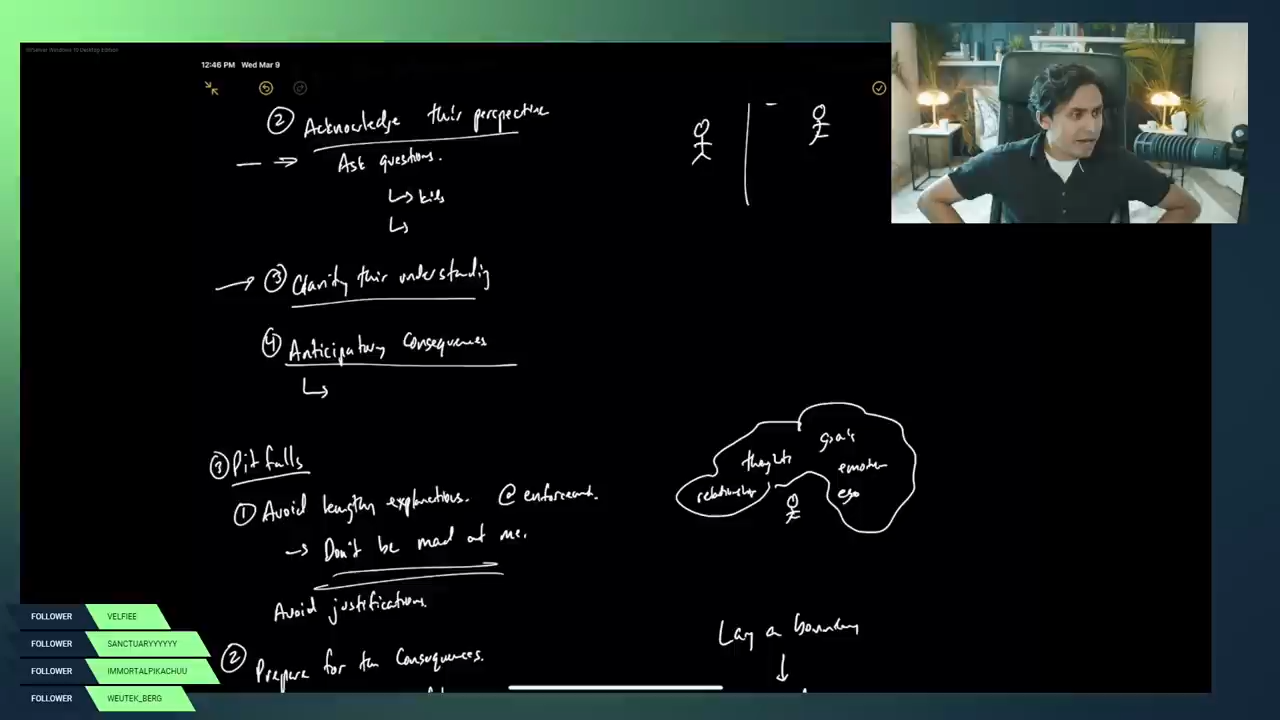 12:46 PM Wed Mar 9
② Acknowledge their perspective
Ask questions.
kids
③ Clarity their understanding
④ Anticipatory Consequences
③ Pitfalls
① Avoid lengthy explanations. @ enforcement.
Don't be mad at me.
Avoid justifications.
② Prepare for the Consequences.
thoughts
goals
emotion
ego
relationship
Lay a boundary
FOLLOWER VELFIEE
FOLLOWER SANCTUARYYYYYY
FOLLOWER IMMORTALPIKACHUU
FOLLOWER WEUTEK_BERG